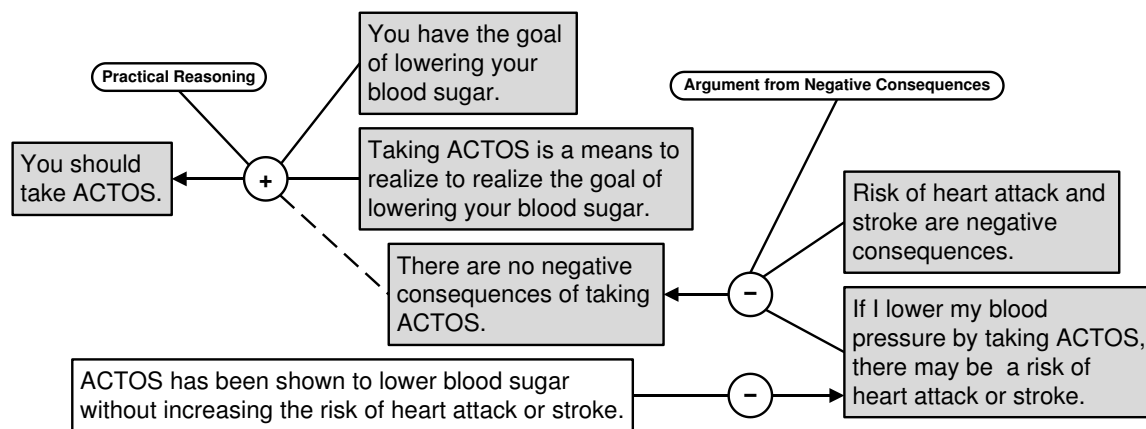 You have the goal
of lowering your
blood sugar.
Practical Reasoning
Argument from Negative Consequences
You should
take ACTOS.
+
Taking ACTOS is a means to
realize to realize the goal of
lowering your blood sugar.
Risk of heart attack and
stroke are negative
consequences.
There are no negative
consequences of taking
ACTOS.
−
If I lower my blood
pressure by taking ACTOS,
there may be  a risk of
heart attack or stroke.
ACTOS has been shown to lower blood sugar
without increasing the risk of heart attack or stroke.
−